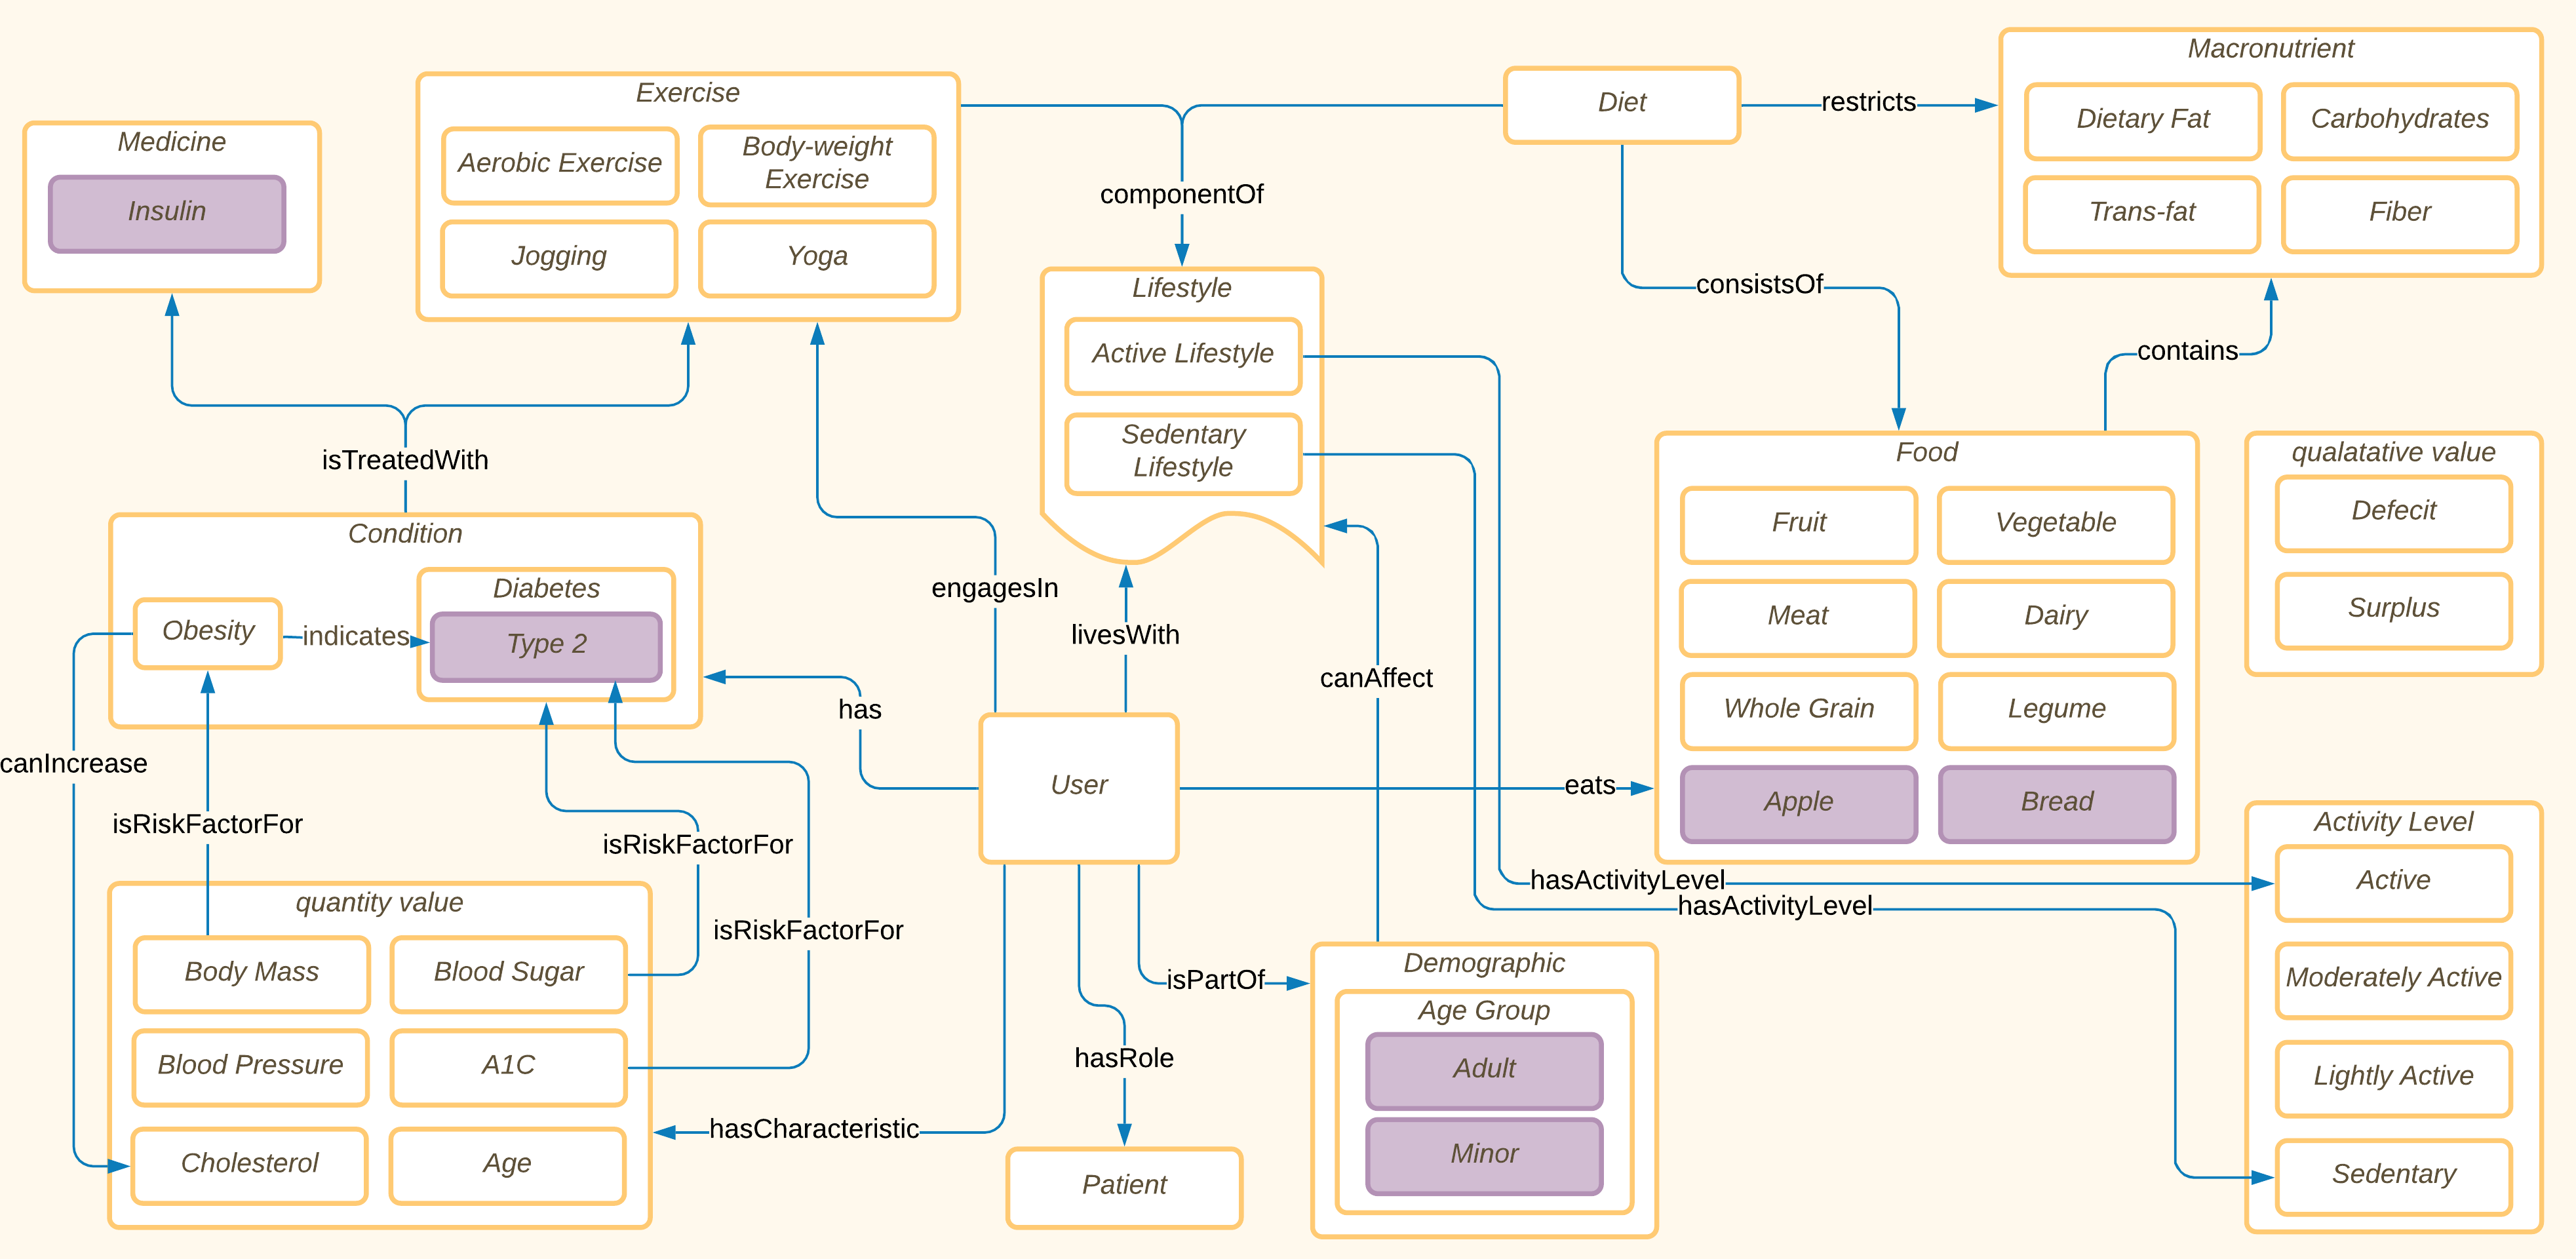 Macronutrient
Dietary Fat
Carbohydrates
Trans-fat
Fiber
Exercise
Aerobic Exercise
Body-weight
Exercise
Jogging
Yoga
Diet
restricts
Medicine
Insulin
componentOf
consistsOf
contains
Lifestyle
Active Lifestyle
Sedentary
Lifestyle
isTreatedWith
Food
Fruit
Vegetable
Meat
Dairy
Whole Grain
Legume
Apple
Bread
qualatative value
Defecit
Surplus
Condition
Obesity
indicates
Diabetes
Type 2
engagesIn
livesWith
canAffect
has
User
eats
canIncrease
isRiskFactorFor
isRiskFactorFor
isRiskFactorFor
hasActivityLevel
hasActivityLevel
Activity Level
Active
Moderately Active
Lightly Active
Sedentary
quantity value
Body Mass
Blood Sugar
Blood Pressure
A1C
Cholesterol
Age
hasCharacteristic
hasRole
isPartOf
Patient
Demographic
Age Group
Adult
Minor